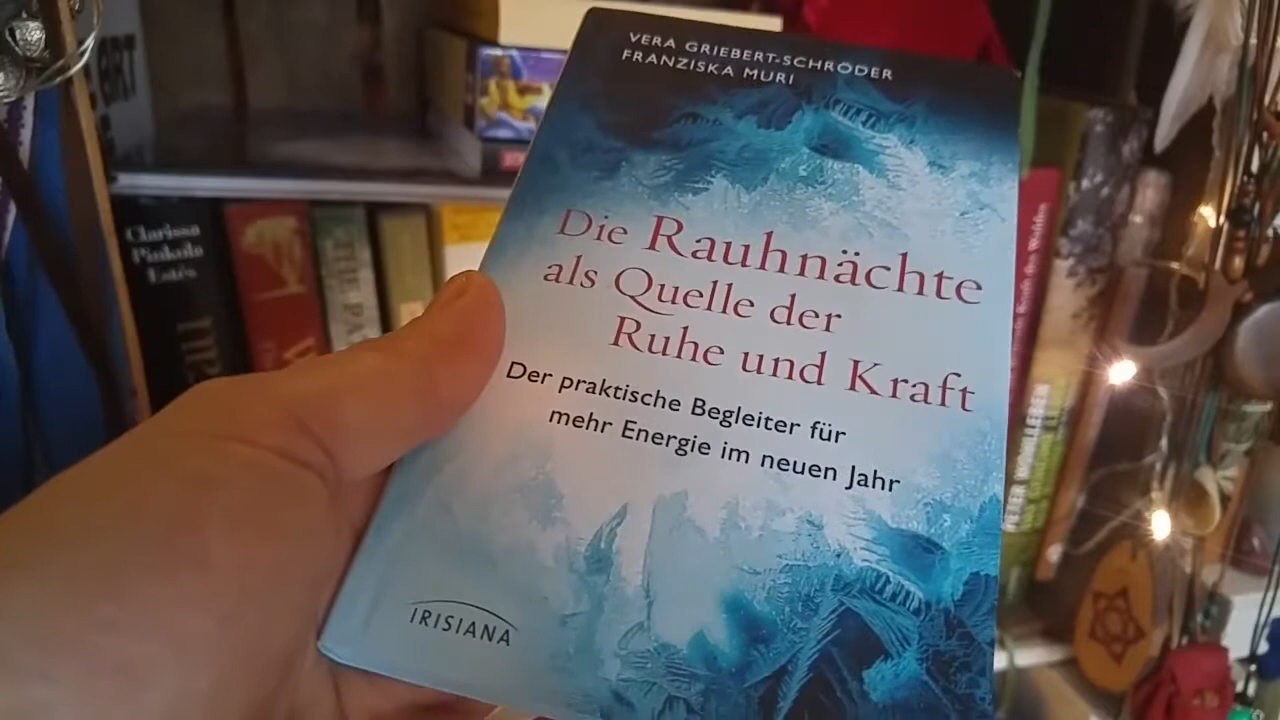 VERA GRIEBERT-SCHRÖDER
FRANZISKA MURI
Die Rauhnächte
als Quelle der
Ruhe und Kraft
Der praktische Begleiter für
mehr Energie im neuen Jahr
IRISIANA
Clarissa
Pinkola
Estés
THE PA